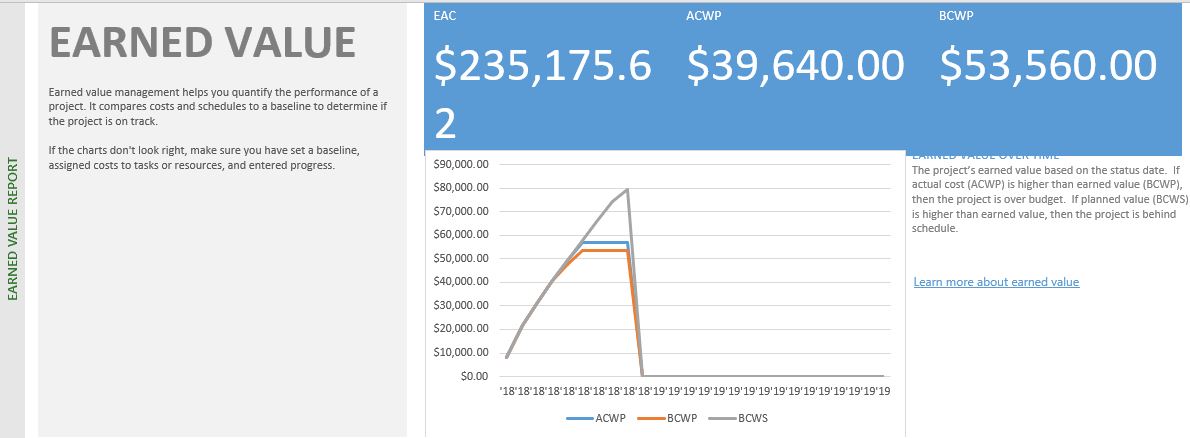 EARNED VALUE REPORT
EARNED VALUE
Earned value management helps you quantify the performance of a
project. It compares costs and schedules to a baseline to determine if
the project is on track.
If the charts don't look right, make sure you have set a baseline,
assigned costs to tasks or resources, and entered progress.
EAC
$235,175.6
2
ACWP
$39,640.00
BCWP
$53,560.00
$90,000.00
$80,000.00
$70,000.00
$60,000.00
$50,000.00
$40,000.00
$30,000.00
$20,000.00
$10,000.00
$0.00
'18'18'18'18'18'18'18'18'18'18'19'19'19'19'19'19'19'19'19'19'19'19'19'19'19'19
ACWP BCWP BCWS
EARNED VALUE OVER TIME
The project's earned value based on the status date. If
actual cost (ACWP) is higher than earned value (BCWP),
then the project is over budget. If planned value (BCWS)
is higher than earned value, then the project is behind
schedule.
Learn more about earned value